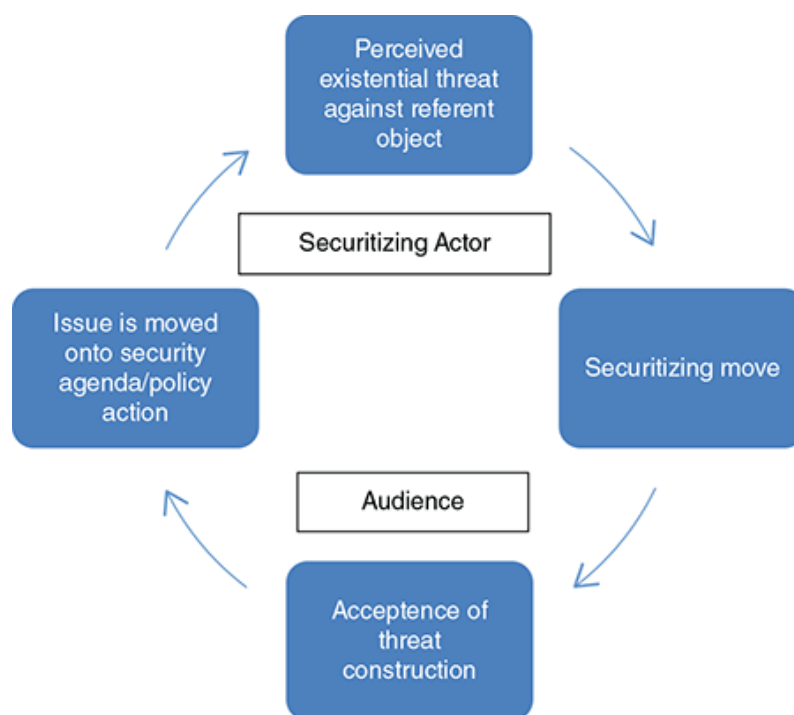 Perceived
existential threat
against referent
object
Securitizing Actor
Issue is moved
onto security
agenda/policy
action
Securitizing move
Audience
Acceptence of
threat
construction